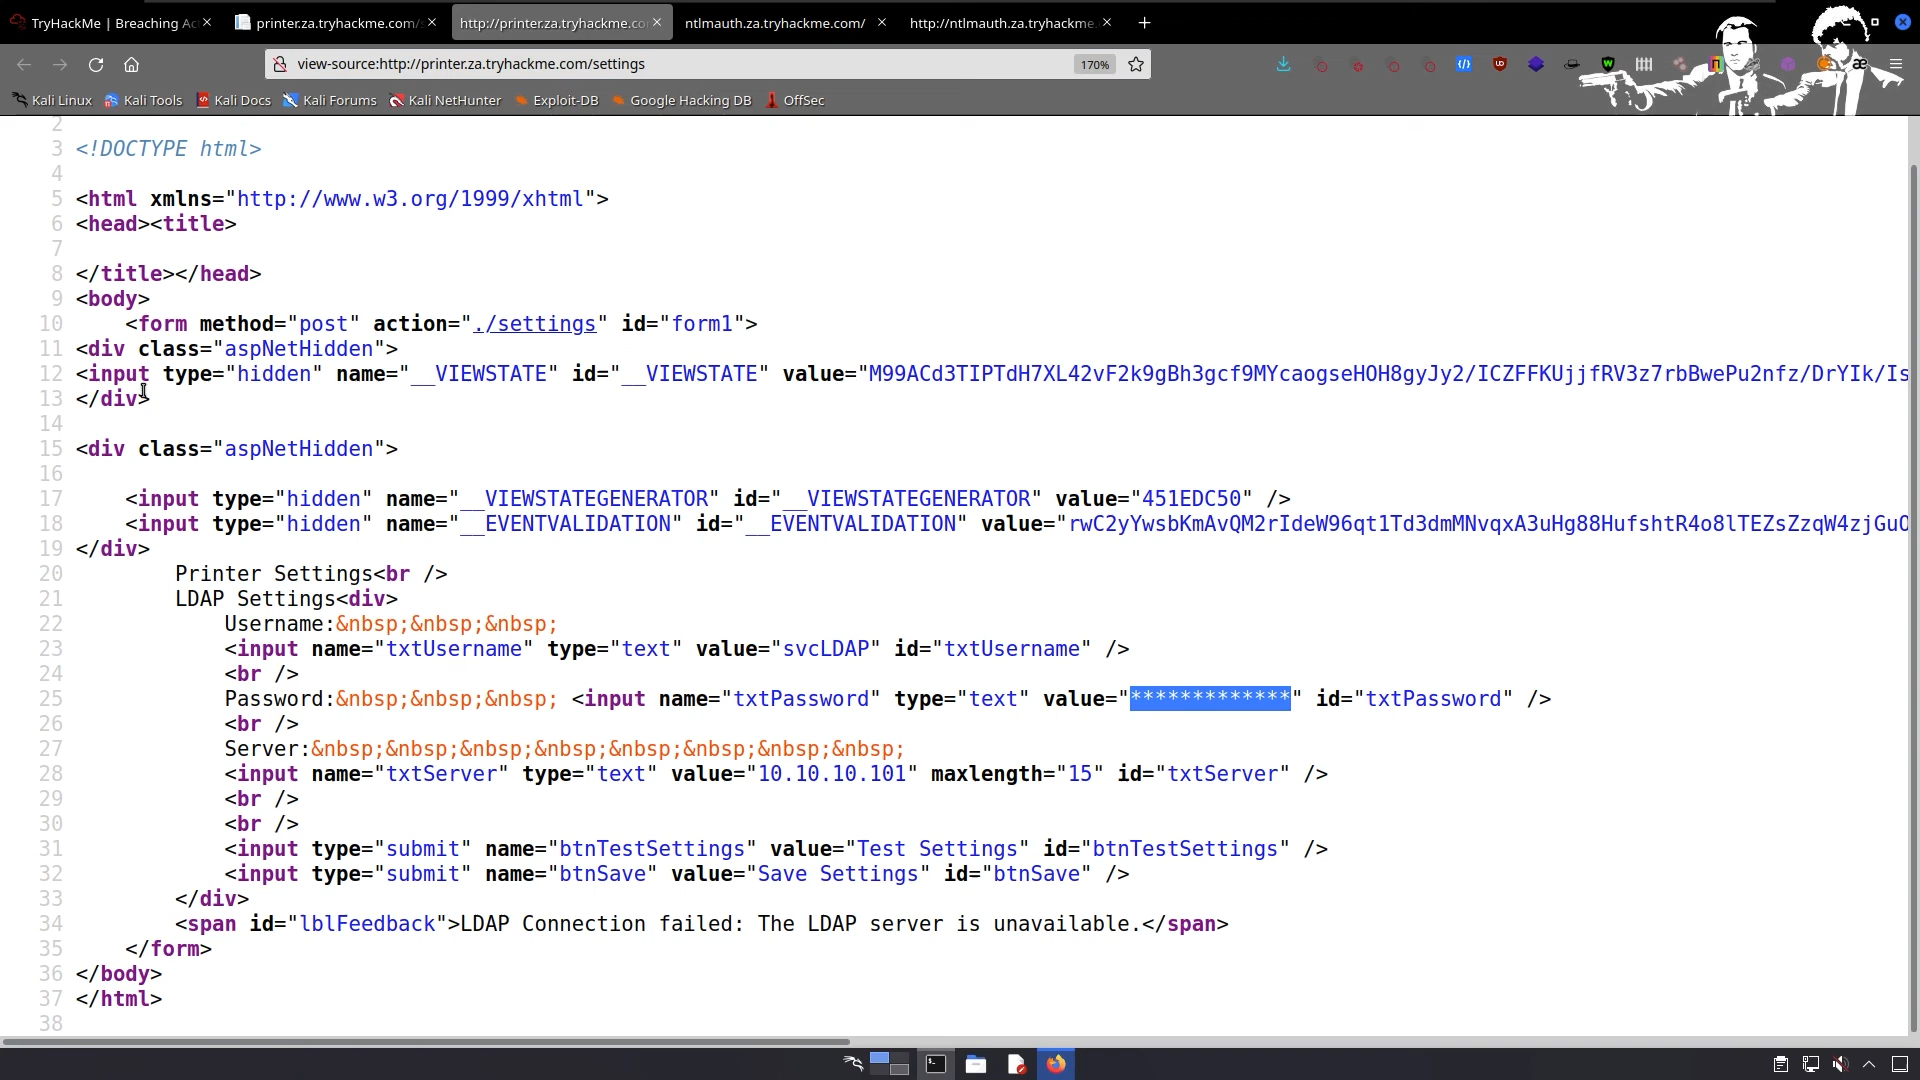 TryHackMe | Breaching Ac
printer.za.tryhackme.com/s
http://printer.za.tryhackme.co
ntlmauth.za.tryhackme.com/
http://ntlmauth.za.tryhackme.
view-source:http://printer.za.tryhackme.com/settings
170%
Kali Linux
Kali Tools
Kali Docs
Kali Forums
Kali NetHunter
Exploit-DB
Google Hacking DB
OffSec
2
3 <!DOCTYPE html>
4
5 <html xmlns="http://www.w3.org/1999/xhtml">
6 <head><title>
7
8 </title></head>
9 <body>
10 <form method="post" action="./settings" id="form1">
11 <div class="aspNetHidden">
12 <input type="hidden" name="__VIEWSTATE" id="__VIEWSTATE" value="M99ACd3TIPTdH7XL42vF2k9gBh3gcf9MYcaogseHOH8gyJy2/ICZFFKUjjfRV3z7rbBwePu2nfz/DrYIk/Is
13 </div>
14
15 <div class="aspNetHidden">
16
17 <input type="hidden" name="__VIEWSTATEGENERATOR" id="__VIEWSTATEGENERATOR" value="451EDC50" />
18 <input type="hidden" name="__EVENTVALIDATION" id="__EVENTVALIDATION" value="rwC2yYwsbKmAvQM2rIdeW96qt1Td3dmMNvqxA3uHg88HufshtR4o8lTEZsZzqW4zjGuO
19 </div>
20 Printer Settings<br />
21 LDAP Settings<div>
22 Username:&nbsp;&nbsp;&nbsp;
23 <input name="txtUsername" type="text" value="svcLDAP" id="txtUsername" />
24 <br />
25 Password:&nbsp;&nbsp;&nbsp; <input name="txtPassword" type="text" value="*************" id="txtPassword" />
26 <br />
27 Server:&nbsp;&nbsp;&nbsp;&nbsp;&nbsp;&nbsp;&nbsp;&nbsp;
28 <input name="txtServer" type="text" value="10.10.10.101" maxlength="15" id="txtServer" />
29 <br />
30 <br />
31 <input type="submit" name="btnTestSettings" value="Test Settings" id="btnTestSettings" />
32 <input type="submit" name="btnSave" value="Save Settings" id="btnSave" />
33 </div>
34 <span id="lblFeedback">LDAP Connection failed: The LDAP server is unavailable.</span>
35 </form>
36 </body>
37 </html>
38